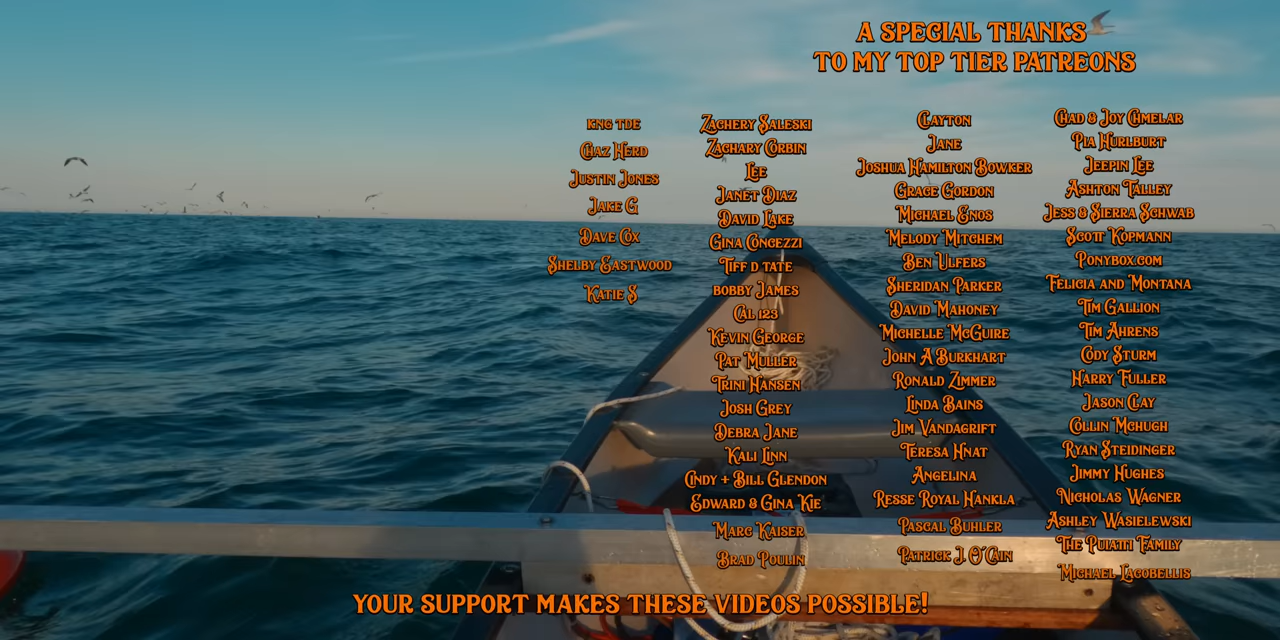 A SPECIAL THANKS
TO MY TOP TIER PATREONS
KNG TUE
Chaz Herd
Justin Jones
Jake G
Dave Cox
Shelby Eastwood
Katie S
Zachery Saleski
Zachary Corbin
Lee
Janet Diaz
David Lake
Gina Congezzi
Tiff D Tate
Bobby James
Cal 123
Kevin George
Pat Muller
Trini Hansen
Josh Grey
Debra Jane
Kali Linn
Cindy + Bill Glendon
Edward & Gina Kie
Marc Kaiser
Brad Poulin
Clayton
Jane
Joshua Hamilton Bowker
Grace Gordon
Michael Enos
Melody Mitchem
Ben Ulfers
Sheridan Parker
David Mahoney
Michelle McGuire
John A Burkhart
Ronald Zimmer
Linda Bains
Jim Vandagrift
Teresa Hnat
Angelina
Resse Royal Hankla
Pascal Buhler
Patrick J. O'Cain
Chad & Joy Chmelar
Pia Hurlburt
Jeepin Lee
Ashton Talley
Jess & Sierra Schwab
Scott Kopmann
Ponybox.com
Felicia and Montana
Tim Gallion
Tim Ahrens
Cody Sturm
Harry Fuller
Jason Clay
Collin McHugh
Ryan Steidinger
Jimmy Hughes
Nicholas Wagner
Ashley Wasielewski
The Puiatti Family
Michael Lacobellis
YOUR SUPPORT MAKES THESE VIDEOS POSSIBLE!